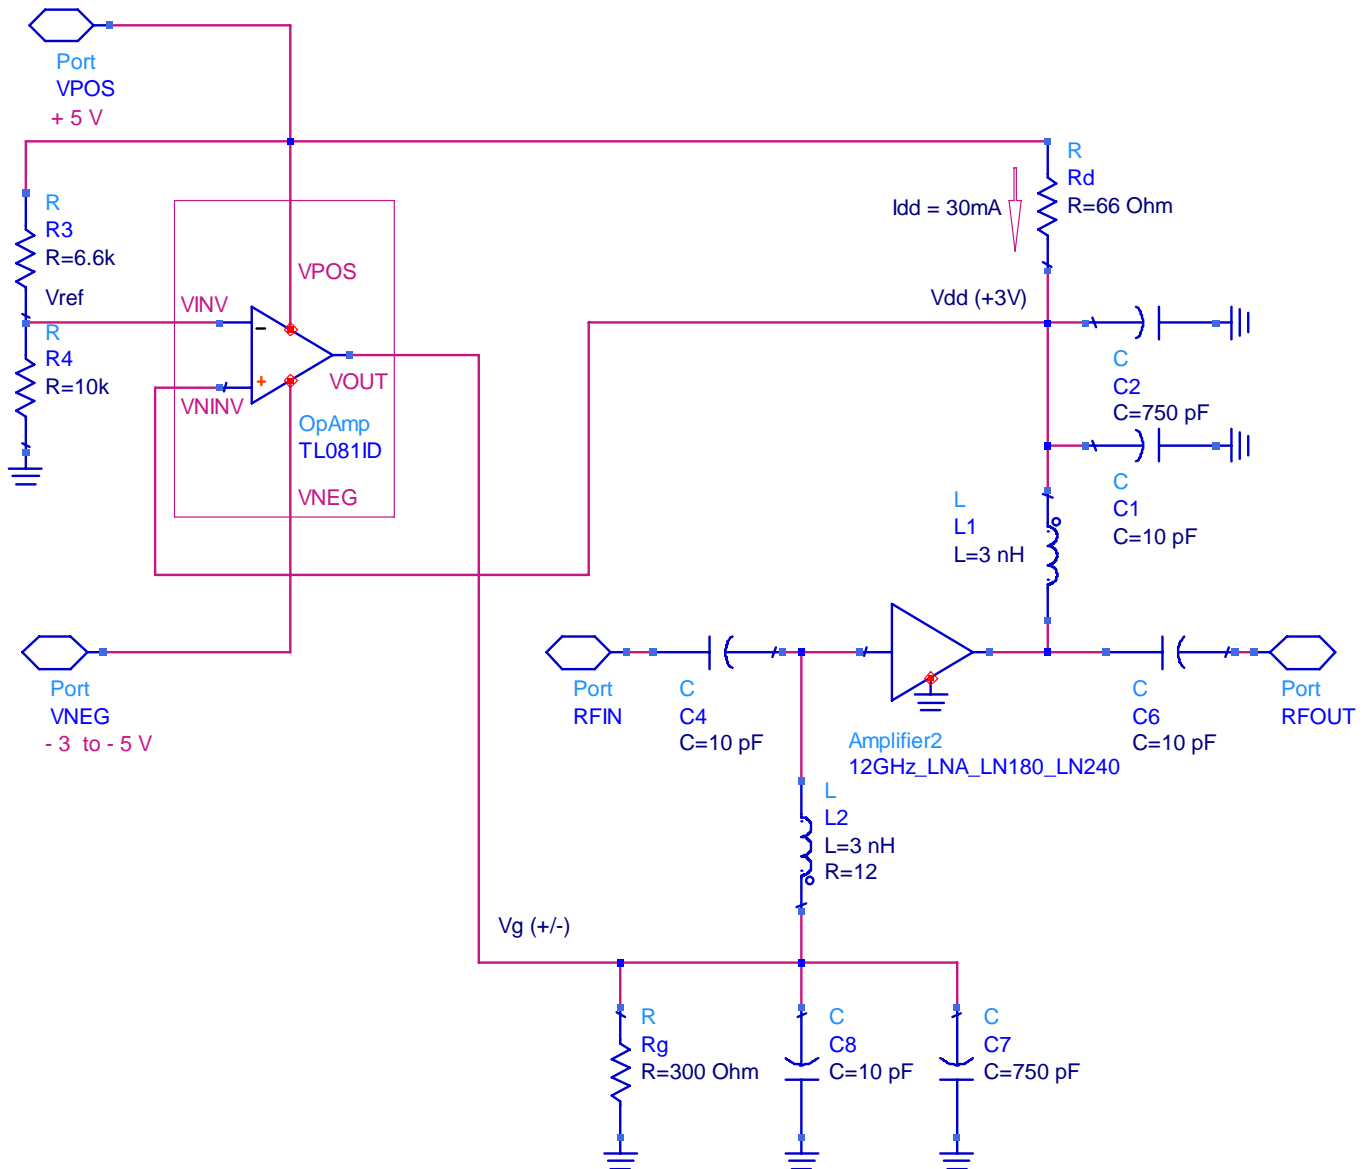 Port
VPOS
+ 5 V
R
R3
R=6.6k
Vref
R
R4
R=10k
VINV
VPOS
−
+
VNINV
VOUT
OpAmp
TL081ID
VNEG
Port
VNEG
- 3 to - 5 V
Idd = 30mA
R
Rd
R=66 Ohm
Vdd (+3V)
C
C2
C=750 pF
C
C1
C=10 pF
L
L1
L=3 nH
Port
RFIN
C
C4
C=10 pF
Amplifier2
12GHz_LNA_LN180_LN240
C
C6
C=10 pF
Port
RFOUT
L
L2
L=3 nH
R=12
Vg (+/-)
R
Rg
R=300 Ohm
C
C8
C=10 pF
C
C7
C=750 pF